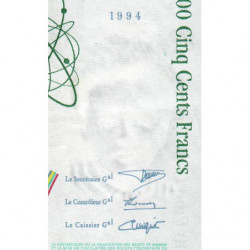 1994
00 Cinq Cents Francs
Le Secrétaire Gal
Le Contrôleur Gal
Le Caissier Gal